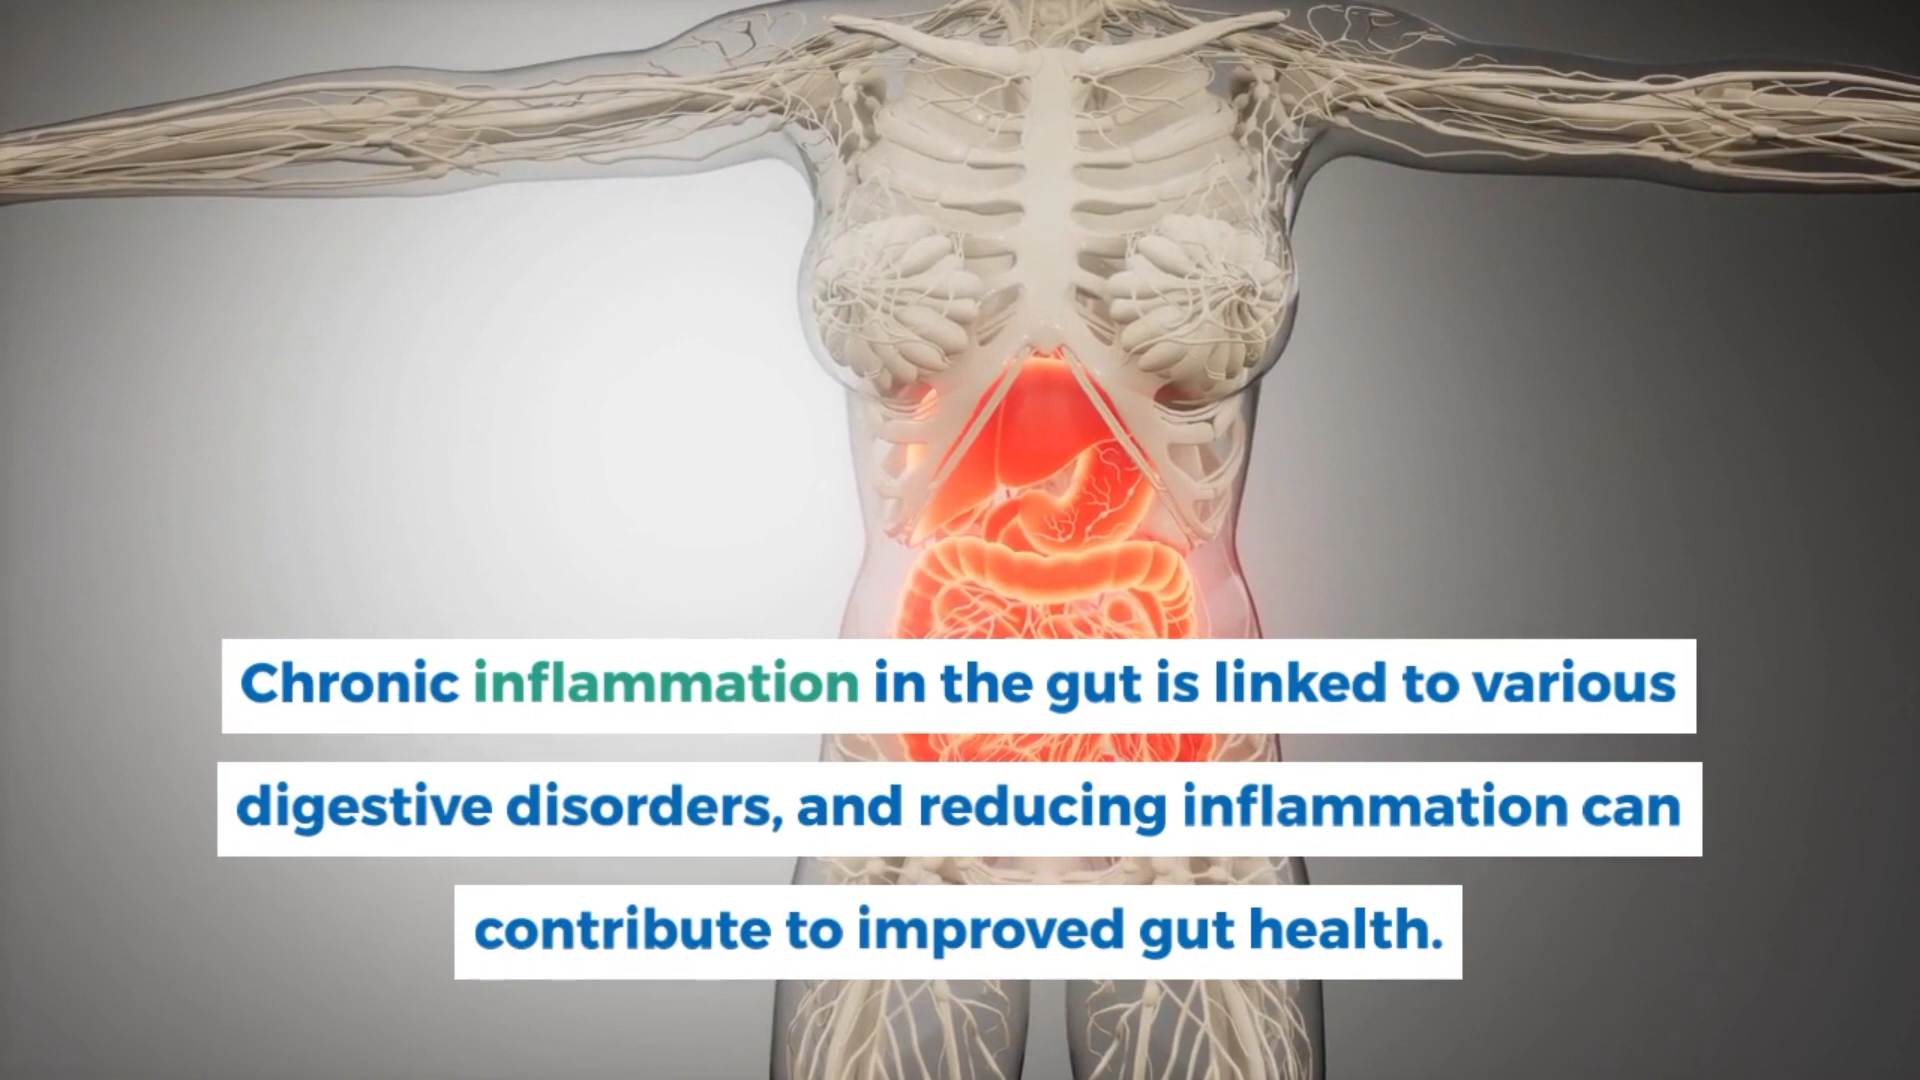 Chronic inflammation in the gut is linked to various
digestive disorders, and reducing inflammation can
contribute to improved gut health.